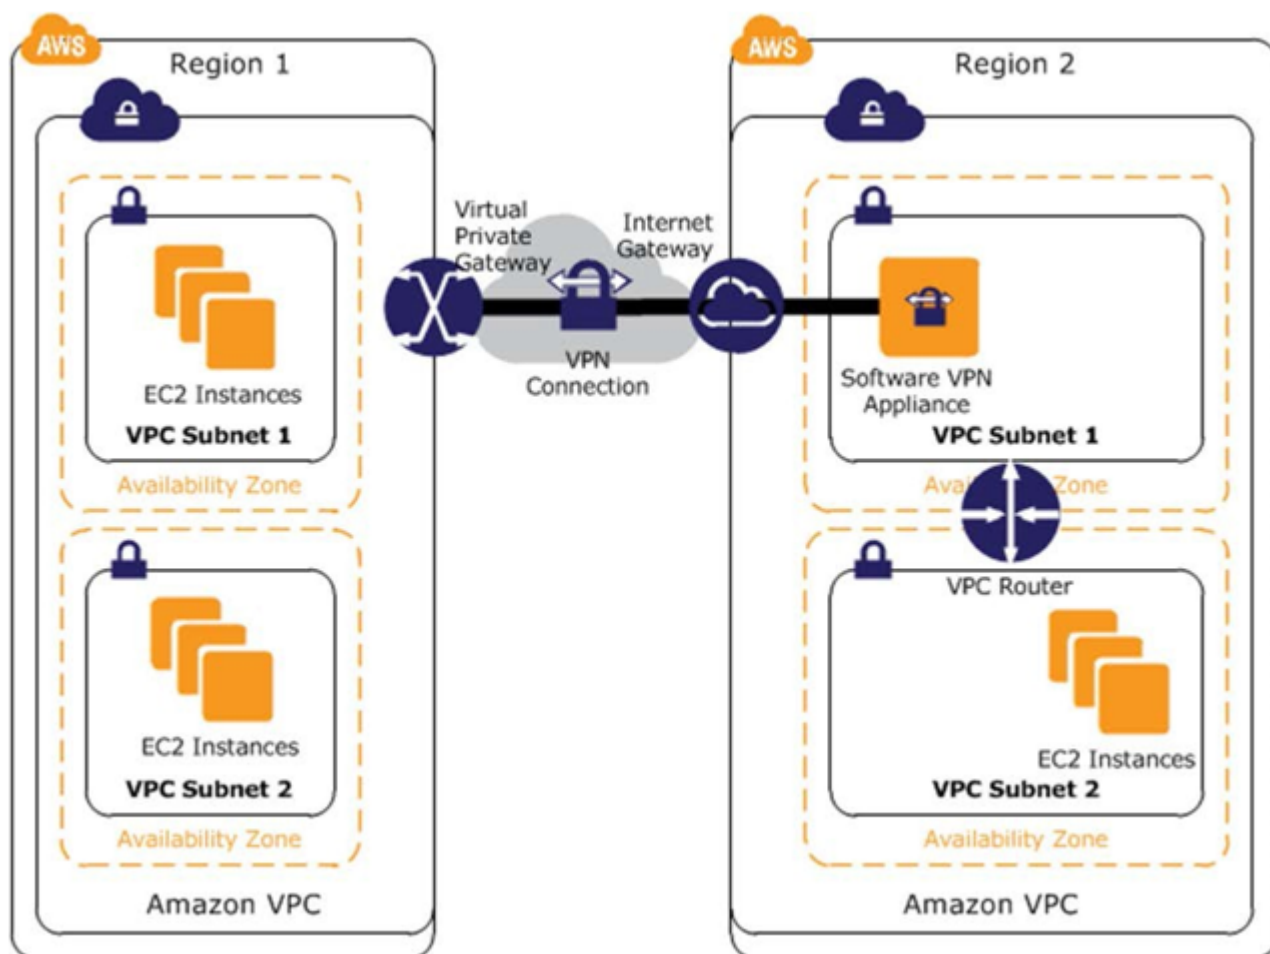 AWS
Region 1
EC2 Instances
VPC Subnet 1
Availability Zone
EC2 Instances
VPC Subnet 2
Availability Zone
Amazon VPC
Virtual
Private
Gateway
VPN
Connection
Internet
Gateway
AWS
Region 2
Software VPN
Appliance
VPC Subnet 1
Availability Zone
VPC Router
EC2 Instances
VPC Subnet 2
Availability Zone
Amazon VPC